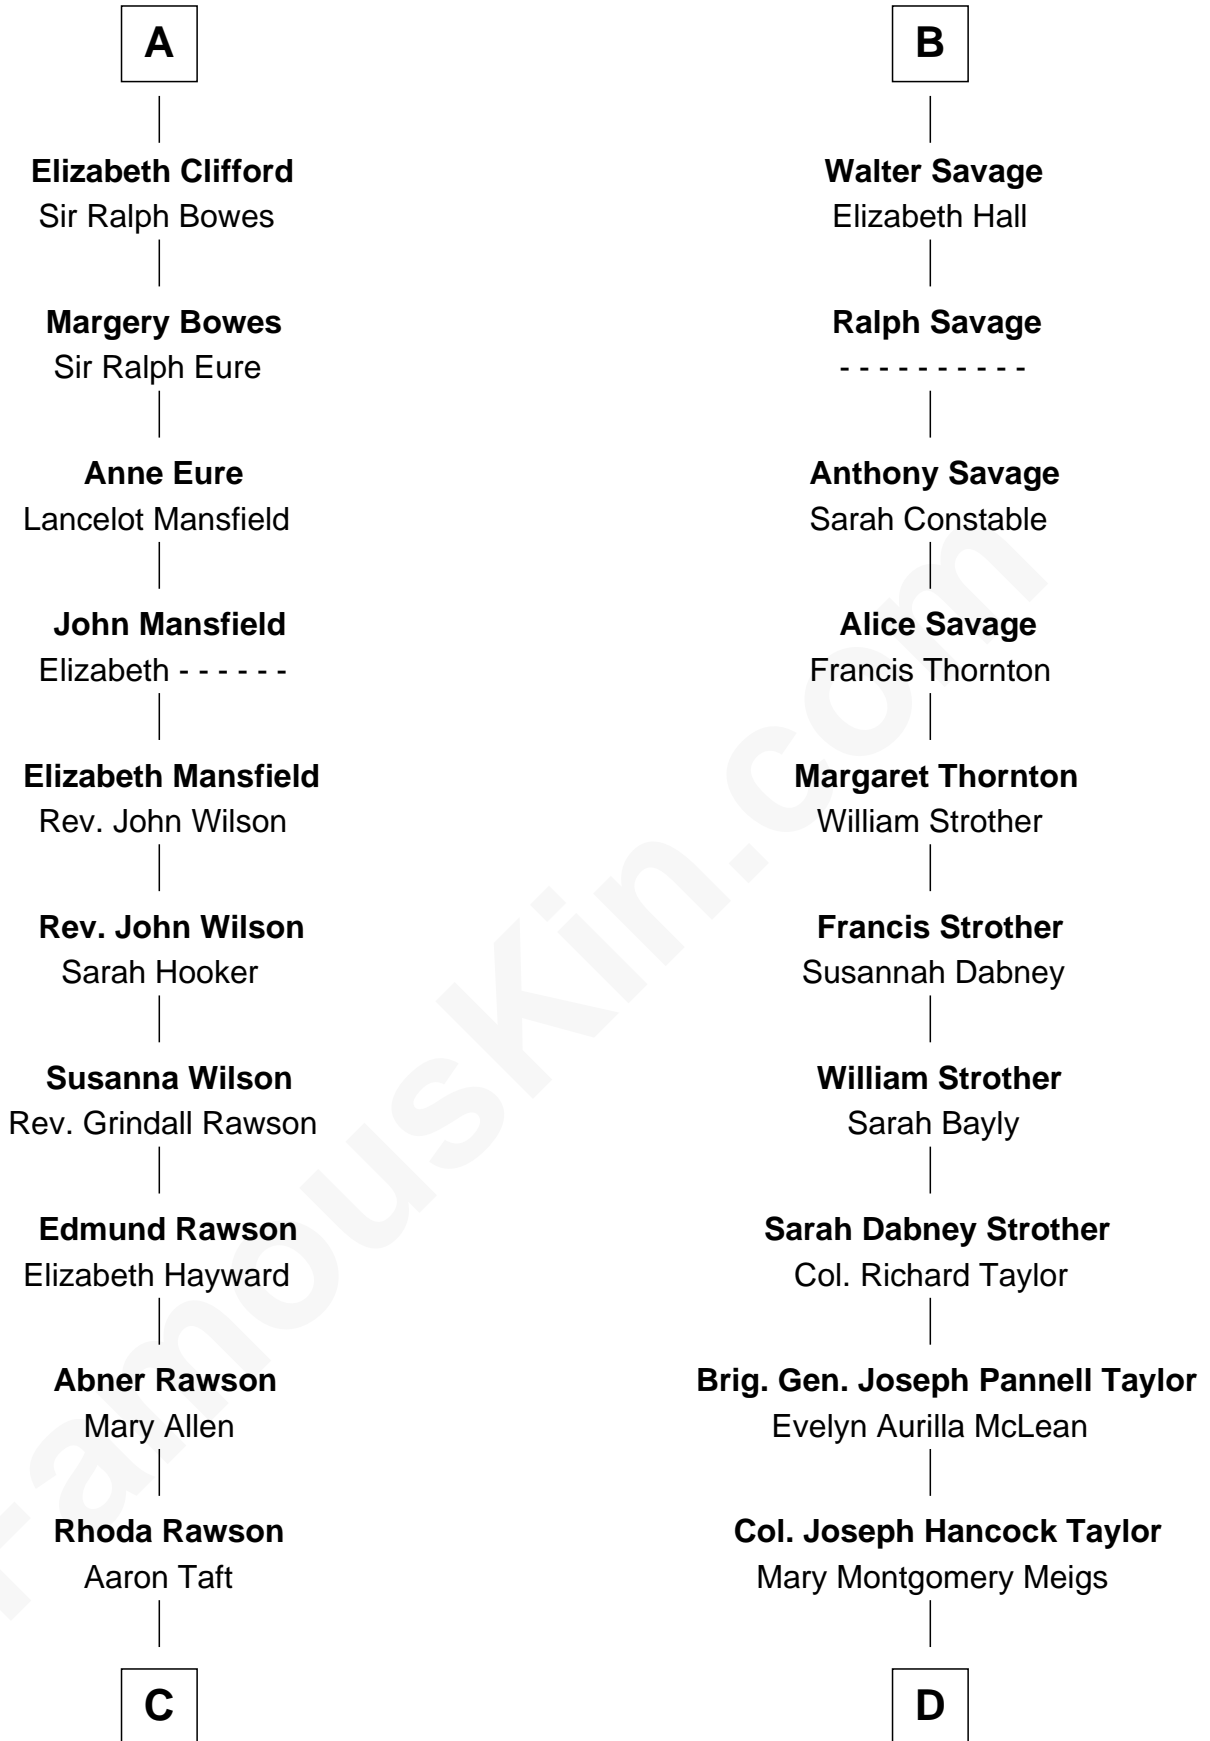 A
Elizabeth Clifford
Sir Ralph Bowes
Margery Bowes
Sir Ralph Eure
Anne Eure
Lancelot Mansfield
John Mansfield
Elizabeth - - - - - -
Elizabeth Mansfield
Rev. John Wilson
Rev. John Wilson
Sarah Hooker
Susanna Wilson
Rev. Grindall Rawson
Edmund Rawson
Elizabeth Hayward
Abner Rawson
Mary Allen
Rhoda Rawson
Aaron Taft
C
B
Walter Savage
Elizabeth Hall
Ralph Savage
- - - - - - - - - -
Anthony Savage
Sarah Constable
Alice Savage
Francis Thornton
Margaret Thornton
William Strother
Francis Strother
Susannah Dabney
William Strother
Sarah Bayly
Sarah Dabney Strother
Col. Richard Taylor
Brig. Gen. Joseph Pannell Taylor
Evelyn Aurilla McLean
Col. Joseph Hancock Taylor
Mary Montgomery Meigs
D
FamousKin.com